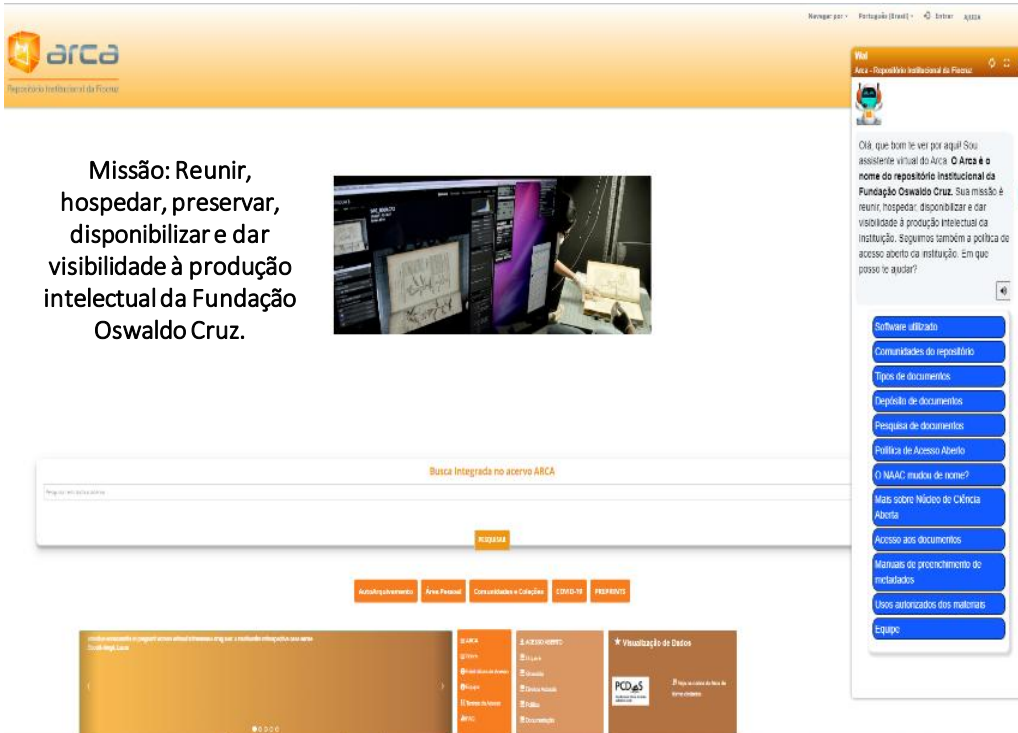 Navegar por
Português (Brasil)
Entrar
AJUDA
arca
Repositório Institucional da Fiocruz
Missão: Reunir,
hospedar, preservar,
disponibilizar e dar
visibilidade à produção
intelectual da Fundação
Oswaldo Cruz.
Busca Integrada no acervo ARCA
PESQUISAR
AutoArquivamento
Área Pessoal
Comunidades e Coleções
COVID-19
PREPRINTS
ARCA
Equipe
FAQ
ACESSO ABERTO
Política
Documentação
Visualização de Dados
PCDaS
Arca - Repositório Institucional da Fiocruz
Olá, que bom te ver por aqui! Sou
assistente virtual do Arca. O Arca é o
nome do repositório institucional da
Fundação Oswaldo Cruz. Sua missão é
reunir, hospedar, disponibilizar e dar
visibilidade à produção intelectual da
Instituição. Seguimos também a política de
acesso aberto da instituição. Em que
posso te ajudar?
Software utilizado
Comunidades do repositório
Tipos de documentos
Depósito de documentos
Pesquisa de documentos
Política de Acesso Aberto
O NAAC mudou de nome?
Mais sobre Núcleo de Ciência
Aberta
Acesso aos documentos
Manuais de preenchimento de
metadados
Usos autorizados dos materiais
Equipe